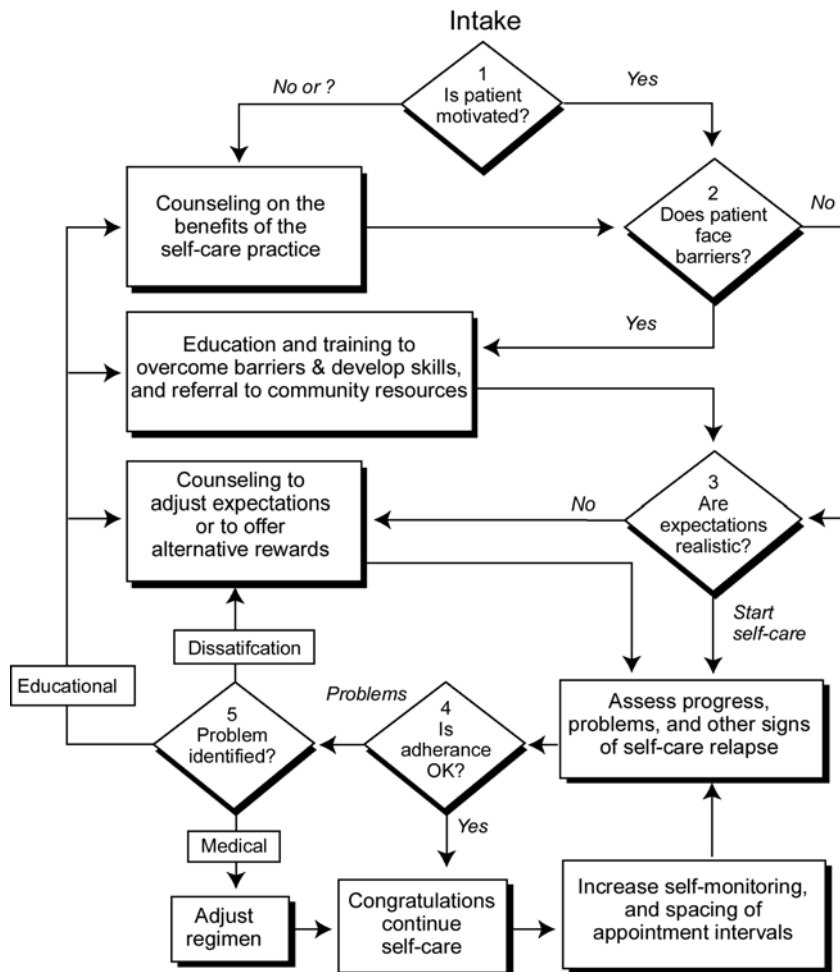 Intake
1
Is patient
motivated?
No or ?
Yes
Counseling on the
benefits of the
self-care practice
2
Does patient
face
barriers?
No
Yes
Education and training to
overcome barriers & develop skills,
and referral to community resources
3
Are
expectations
realistic?
No
Counseling to
adjust expectations
or to offer
alternative rewards
Start
self-care
Dissatifcation
Educational
Problems
5
Problem
identified?
4
Is
adherance
OK?
Assess progress,
problems, and other signs
of self-care relapse
Yes
Medical
Adjust
regimen
Congratulations
continue
self-care
Increase self-monitoring,
and spacing of
appointment intervals